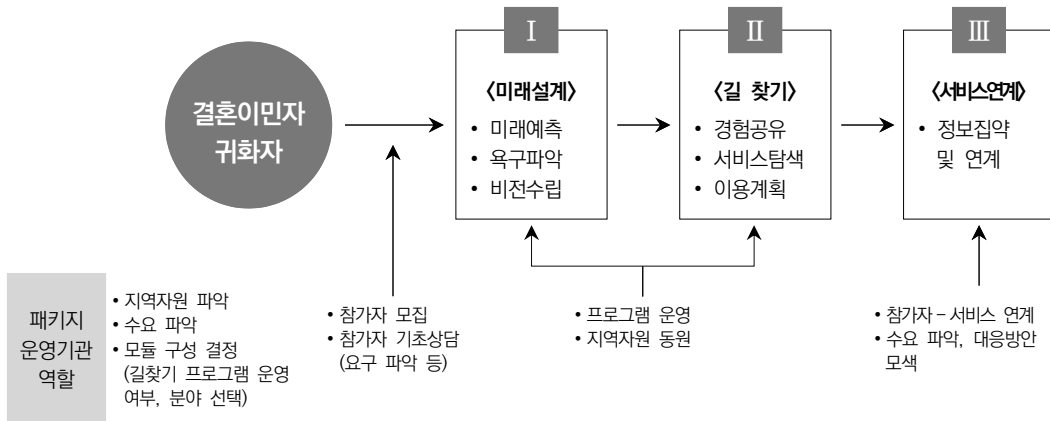 결혼이민자
귀화자
Ⅰ
〈미래설계〉
• 미래예측
• 욕구파악
• 비전수립
Ⅱ
〈길 찾기〉
• 경험공유
• 서비스탐색
• 이용계획
Ⅲ
〈서비스연계〉
• 정보집약
및 연계
패키지
운영기관
역할
• 지역자원 파악
• 수요 파악
• 모듈 구성 결정
(길찾기 프로그램 운영
여부, 분야 선택)
• 참가자 모집
• 참가자 기초상담
(요구 파악 등)
• 프로그램 운영
• 지역자원 동원
• 참가자 – 서비스 연계
• 수요 파악, 대응방안
모색